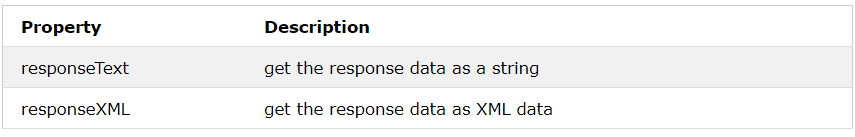 Property Description
responseText get the response data as a string
responseXML get the response data as XML data